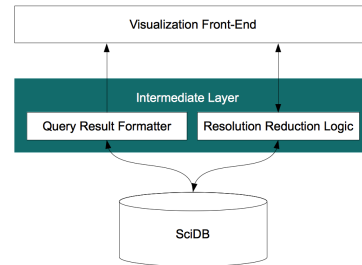 Visualization Front-End
Intermediate Layer
Query Result Formatter
Resolution Reduction Logic
SciDB